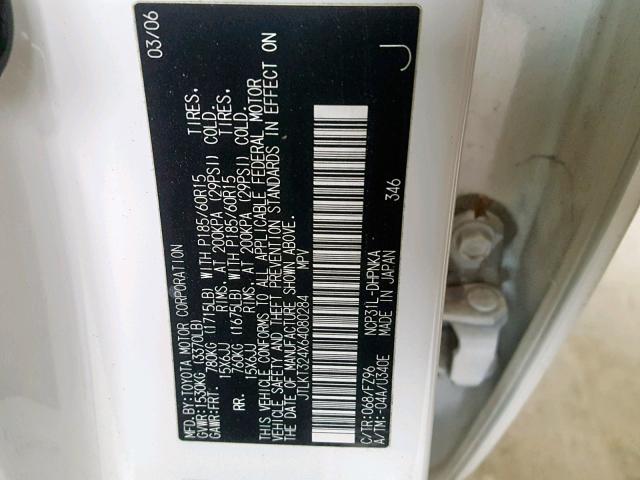 MFD.BY:TOYOTA MOTOR CORPORATION 03/06
GVWR:1530KG (3370LB)
GAWR:FRT. 780KG (1715LB) WITH P185/60R15 TIRES.
15X6JJ RIMS. AT 200KPA (29PSI) COLD.
RR. 760KG (1675LB) WITH P185/60R15 TIRES.
15X6JJ RIMS. AT 200KPA (29PSI) COLD.
THIS VEHICLE CONFORMS TO ALL APPLICABLE FEDERAL MOTOR
VEHICLE SAFETY AND THEFT PREVENTION STANDARDS IN EFFECT ON
THE DATE OF MANUFACTURE SHOWN ABOVE.
JTLKT324X64080284 MPV
C/TR:068/FZ96 NCP31L-DHPNKA 346 J
A/TM:-04A/U340E MADE IN JAPAN